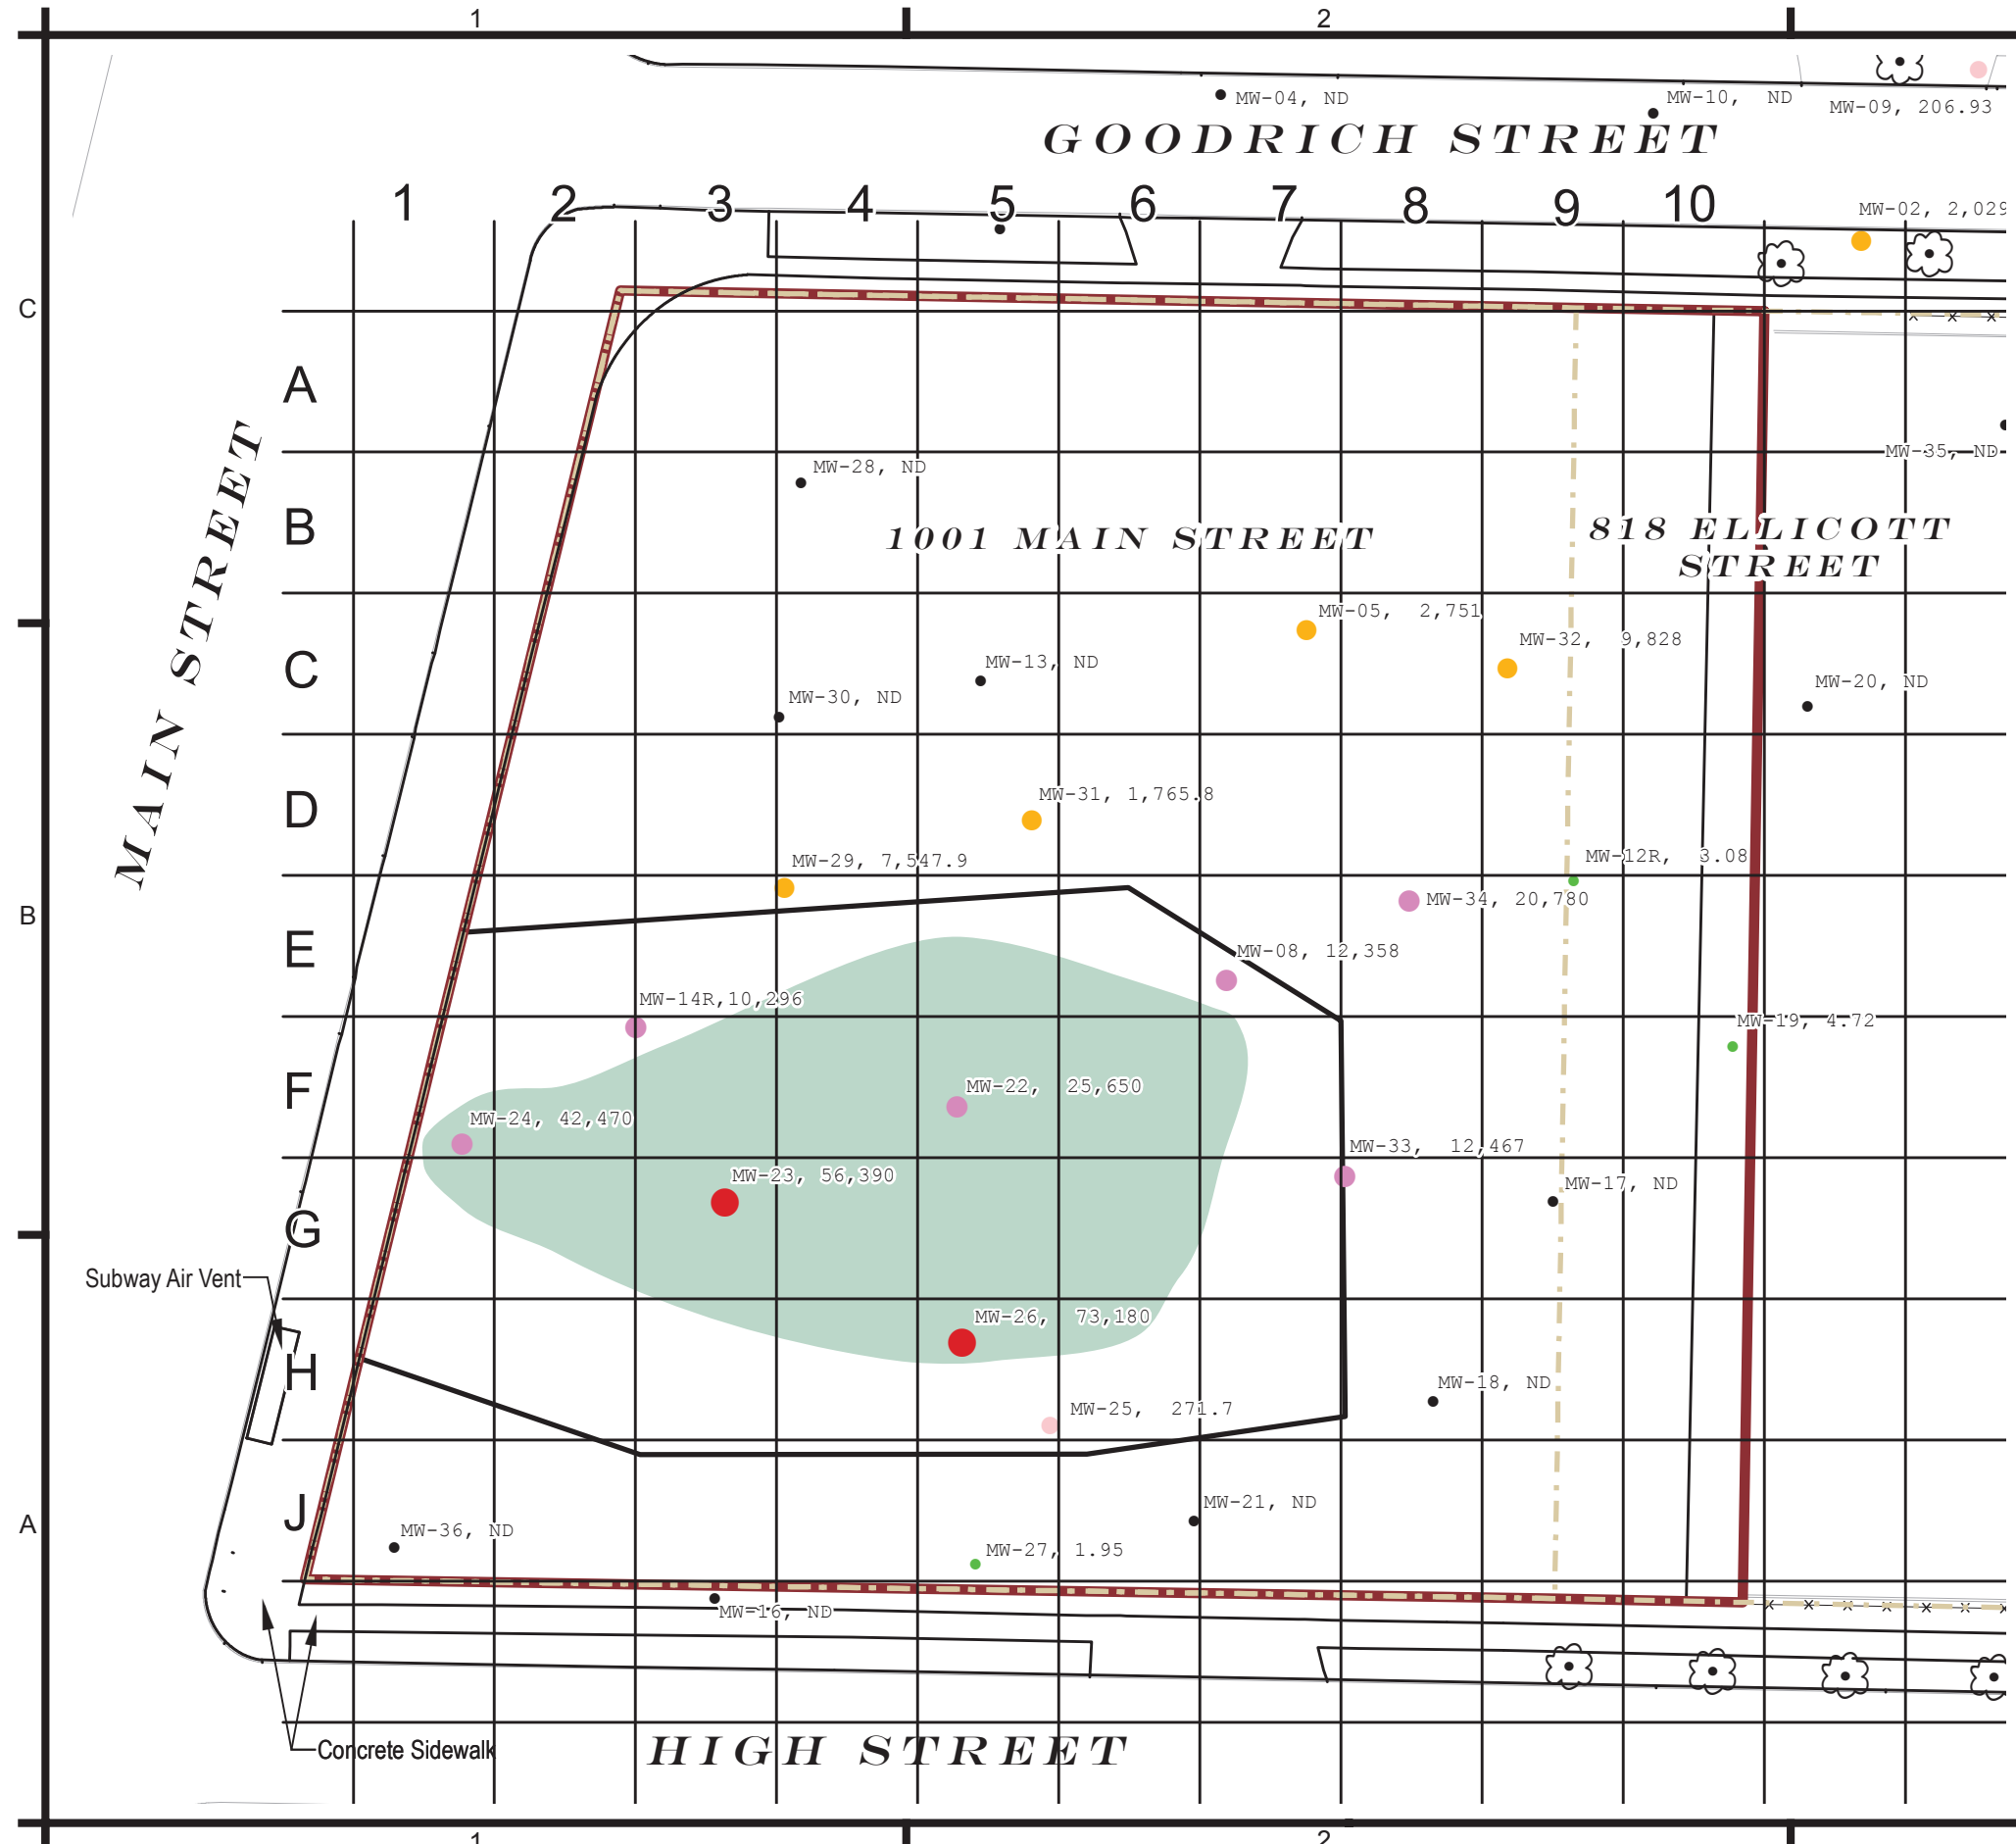 1 2
MW-04, ND
MW-10, ND
MW-09, 206.93
GOODRICH STREET
1 2 3 4 5 6 7 8 9 10
MW-02, 2,029
C
A
MAIN STREET
MW-35, ND
MW-28, ND
B
1001 MAIN STREET
818 ELLICOTT
STREET
MW-05, 2,751
MW-32, 9,828
C
MW-13, ND
MW-30, ND
MW-20, ND
D
MW-31, 1,765.8
MW-29, 7,547.9
MW-12R, 3.08
B
MW-34, 20,780
E
MW-08, 12,358
MW-14R,10,296
MW-19, 4.72
F
MW-22, 25,650
MW-24, 42,470
MW-33, 12,467
MW-23, 56,390
MW-17, ND
G
Subway Air Vent
MW-26, 73,180
H
MW-18, ND
MW-25, 271.7
J
MW-21, ND
A
MW-36, ND
MW-27, 1.95
MW-16, ND
Concrete Sidewalk
HIGH STREET
1 2